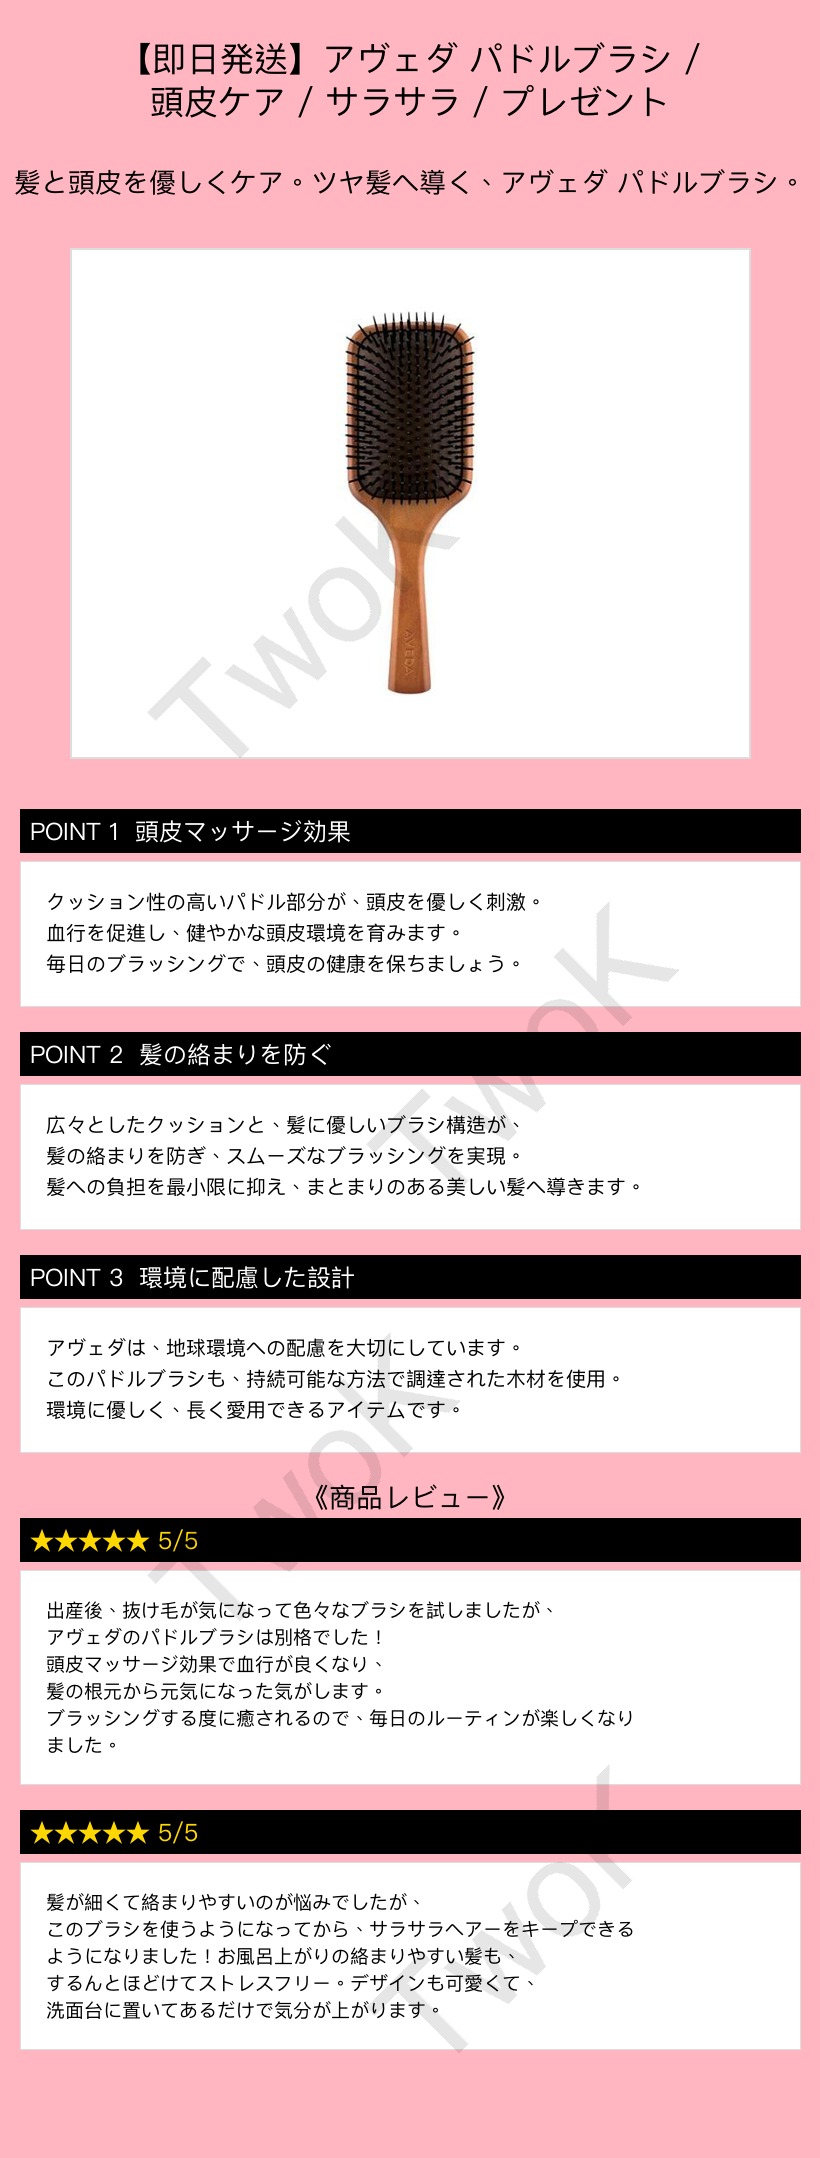 【即日発送】アヴェダ パドルブラシ /
頭皮ケア / サラサラ / プレゼント
髪と頭皮を優しくケア。ツヤ髪へ導く、アヴェダ パドルブラシ。
AVEDA
TwoK
POINT 1 頭皮マッサージ効果
クッション性の高いパドル部分が、頭皮を優しく刺激。
血行を促進し、健やかな頭皮環境を育みます。
毎日のブラッシングで、頭皮の健康を保ちましょう。
TwoK
POINT 2 髪の絡まりを防ぐ
広々としたクッションと、髪に優しいブラシ構造が、
髪の絡まりを防ぎ、スムーズなブラッシングを実現。
髪への負担を最小限に抑え、まとまりのある美しい髪へ導きます。
POINT 3 環境に配慮した設計
アヴェダは、地球環境への配慮を大切にしています。
このパドルブラシも、持続可能な方法で調達された木材を使用。
環境に優しく、長く愛用できるアイテムです。
TwoK
《商品レビュー》
★★★★★ 5/5
出産後、抜け毛が気になって色々なブラシを試しましたが、
アヴェダのパドルブラシは別格でした！
頭皮マッサージ効果で血行が良くなり、
髪の根元から元気になった気がします。
ブラッシングする度に癒されるので、毎日のルーティンが楽しくなり
ました。
★★★★★ 5/5
髪が細くて絡まりやすいのが悩みでしたが、
このブラシを使うようになってから、サラサラヘアーをキープできる
ようになりました！お風呂上がりの絡まりやすい髪も、
するんとほどけてストレスフリー。デザインも可愛くて、
洗面台に置いてあるだけで気分が上がります。
TwoK